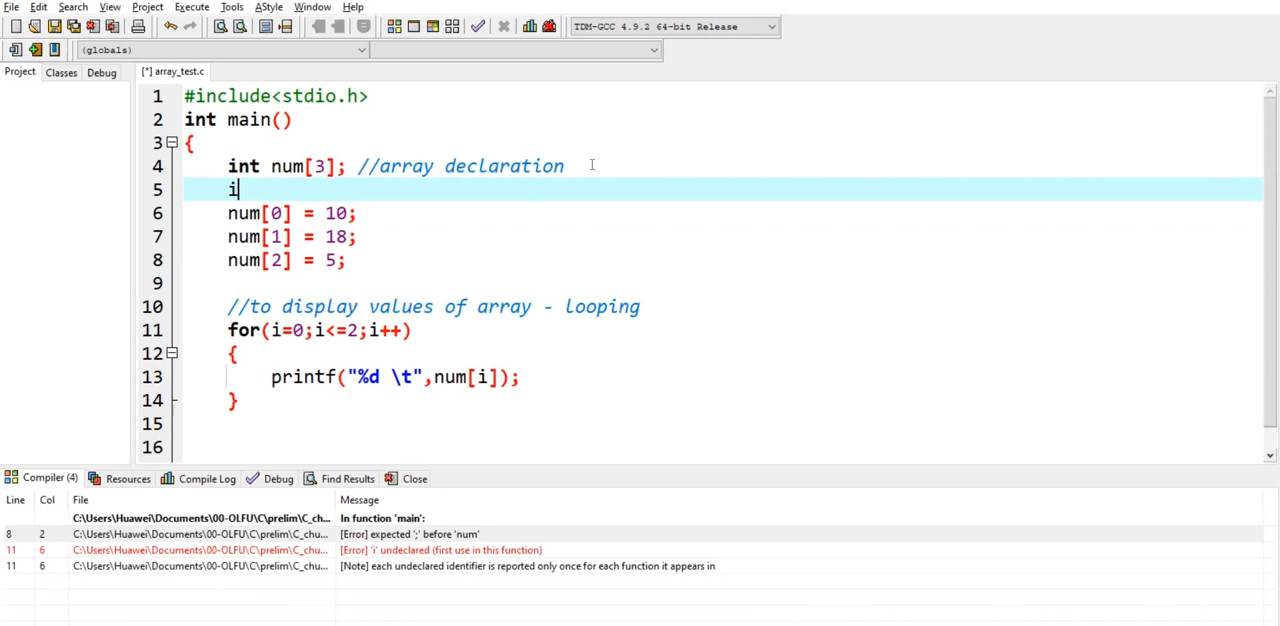 File Edit Search View Project Execute Tools AStyle Window Help
TDM-GCC 4.9.2 64-bit Release
(globals)
Project Classes Debug [*] array_test.c
1 #include<stdio.h>
2 int main()
3 {
4 int num[3]; //array declaration
5 i
6 num[0] = 10;
7 num[1] = 18;
8 num[2] = 5;
9
10 //to display values of array - looping
11 for(i=0;i<=2;i++)
12 {
13 printf("%d \t",num[i]);
14 }
15
16
Compiler (4) Resources Compile Log Debug Find Results Close
Line Col File Message
C:\Users\Huawei\Documents\00-OLFU\C\prelim\C_ch... In function 'main':
8 2 C:\Users\Huawei\Documents\00-OLFU\C\prelim\C_chu... [Error] expected ';' before 'num'
11 6 C:\Users\Huawei\Documents\00-OLFU\C\prelim\C_chu... [Error] 'i' undeclared (first use in this function)
11 6 C:\Users\Huawei\Documents\00-OLFU\C\prelim\C_chu... [Note] each undeclared identifier is reported only once for each function it appears in